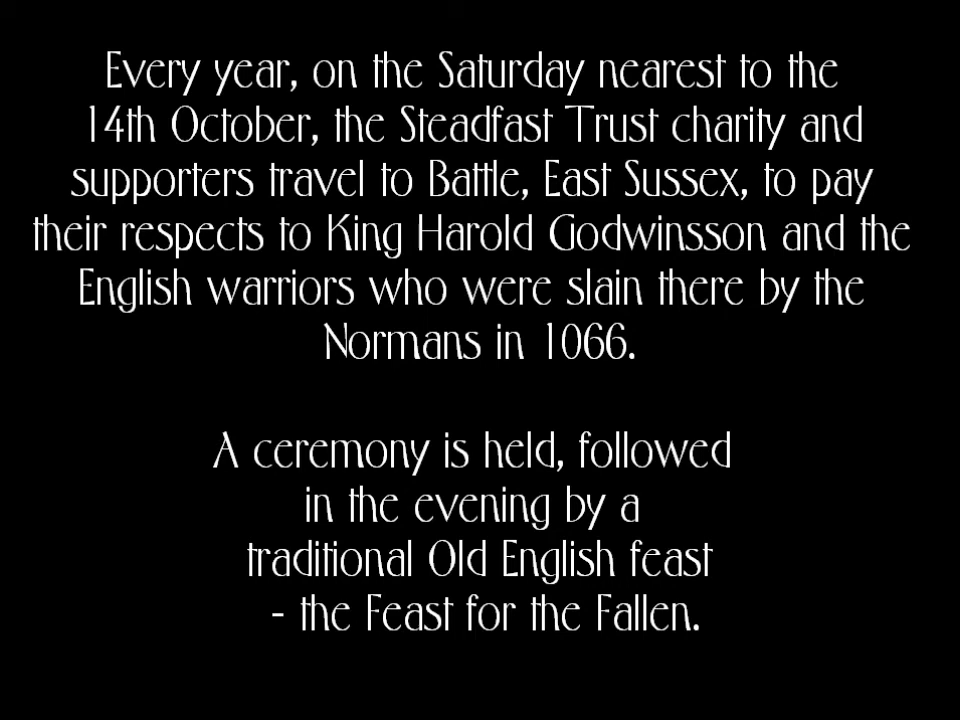 Every year, on the Saturday nearest to the
14th October, the Steadfast Trust charity and
supporters travel to Battle, East Sussex, to pay
their respects to King Harold Godwinsson and the
English warriors who were slain there by the
Normans in 1066.
A ceremony is held, followed
in the evening by a
traditional Old English feast
- the Feast for the Fallen.